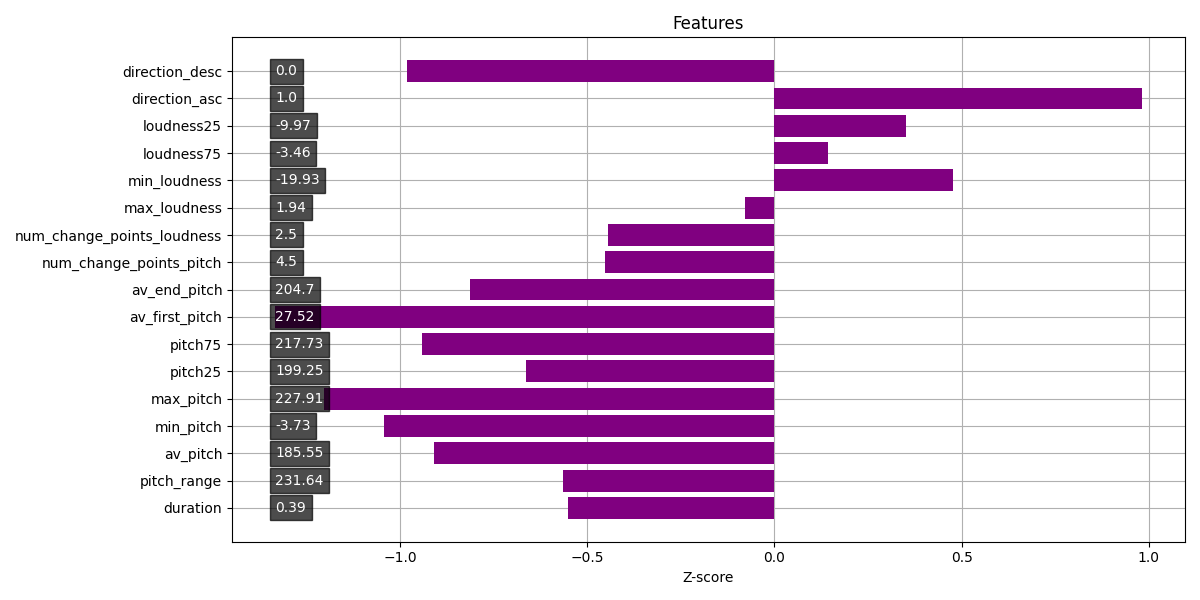 Features
direction_desc 0.0
direction_asc 1.0
loudness25 -9.97
loudness75 -3.46
min_loudness -19.93
max_loudness 1.94
num_change_points_loudness 2.5
num_change_points_pitch 4.5
av_end_pitch 204.7
av_first_pitch 27.52
pitch75 217.73
pitch25 199.25
max_pitch 227.91
min_pitch -3.73
av_pitch 185.55
pitch_range 231.64
duration 0.39
−1.0 −0.5 0.0 0.5 1.0
Z-score